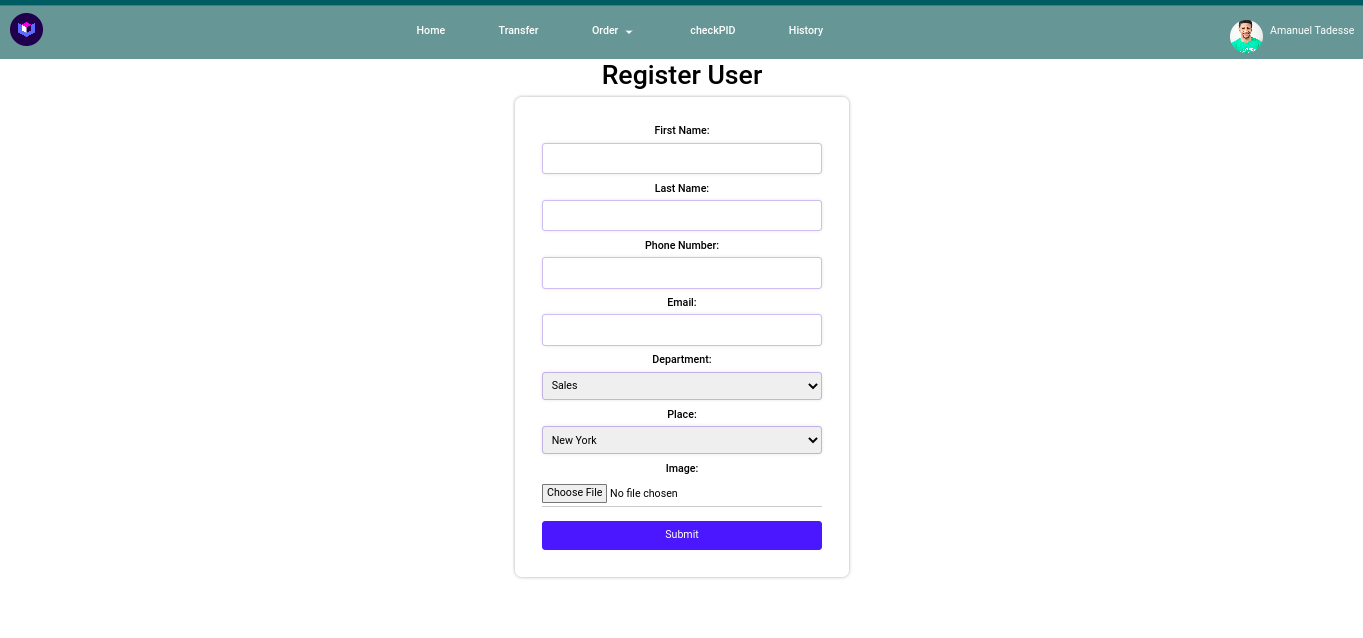 Home Transfer Order checkPID History Amanuel Tadesse
Register User
First Name:
Last Name:
Phone Number:
Email:
Department:
Sales
Place:
New York
Image:
Choose File No file chosen
Submit